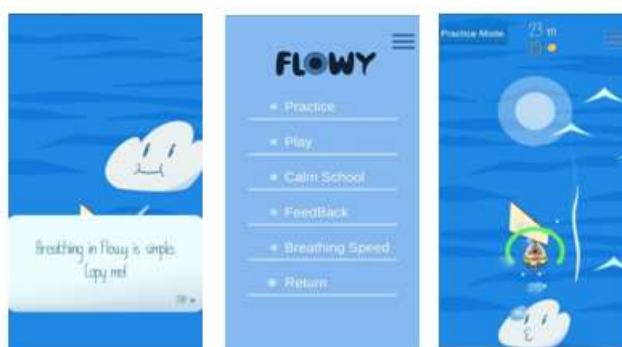 Breathing in Flowy is simple:
Copy me!
FLOWY
Practice
Play
Calm School
FeedBack
Breathing Speed
Return
Practice Mode
23 m